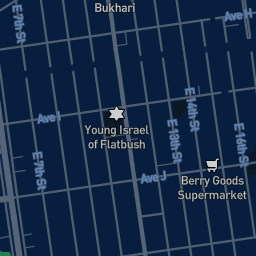 Bukhari
E 7th St
Ave H
E 14th St
Ave I
Young Israel
of Flatbush
E 13th St
E 16th St
E 7th St
Ave J
Berry Goods
Supermarket